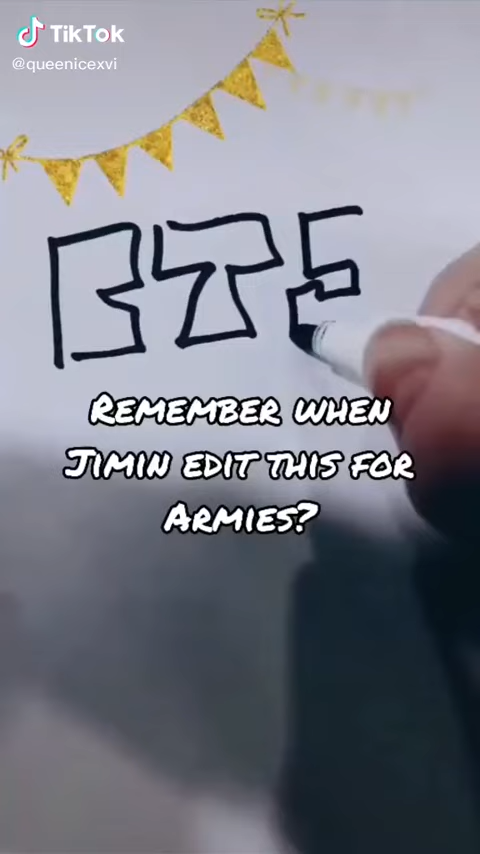 TikTok
@queenicexvi
BTS
Remember when
Jimin edit this for
Armies?